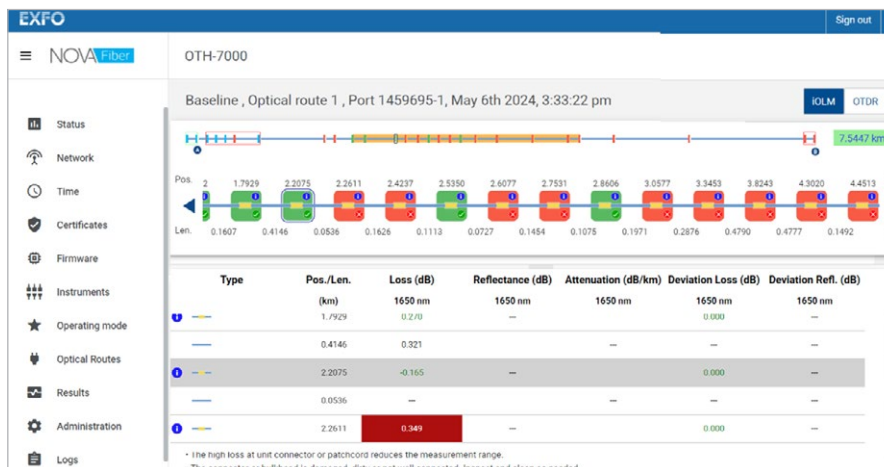 EXFO Sign out
NOVA Fiber OTH-7000
Baseline , Optical route 1 , Port 1459695-1, May 6th 2024, 3:33:22 pm iOLM OTDR
A B 7.5447 km
Status
Network
Time
Certificates
Firmware
Instruments
Operating mode
Optical Routes
Results
Administration
Logs
Pos. 2 1.7929 2.2075 2.2611 2.4237 2.5350 2.6077 2.7531 2.8606 3.0577 3.3453 3.8243 4.3020 4.4513
Len. 0.1607 0.4146 0.0536 0.1626 0.1113 0.0727 0.1454 0.1075 0.1971 0.2876 0.4790 0.4777 0.1492
Type Pos./Len. Loss (dB) Reflectance (dB) Attenuation (dB/km) Deviation Loss (dB) Deviation Refl. (dB)
(km) 1650 nm 1650 nm 1650 nm 1650 nm 1650 nm
1.7929 0.270 — 0.000 —
0.4146 0.321 — — —
2.2075 -0.165 — 0.000 —
0.0536 — — — —
2.2611 0.349 — 0.000 —
• The high loss at unit connector or patchcord reduces the measurement range.